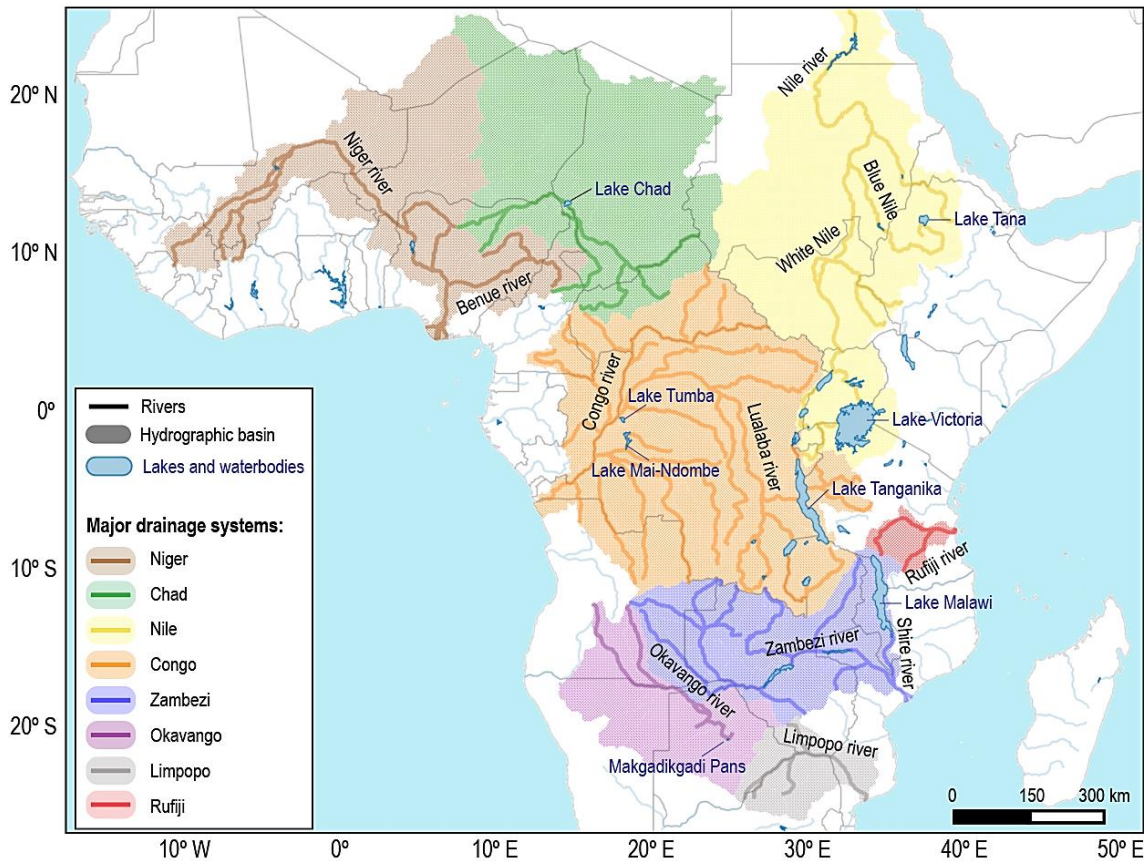 20º N
10º N
0º
10º S
20º S
10º W
0º
10º E
20º E
30º E
40º E
50º E
Niger river
Benue river
Lake Chad
Nile river
Blue Nile
White Nile
Lake Tana
Congo river
Lake Tumba
Lake Mai-Ndombe
Lualaba river
Lake Victoria
Lake Tanganika
Rufiji river
Lake Malawi
Shire river
Zambezi river
Okavango river
Makgadikgadi Pans
Limpopo river
Rivers
Hydrographic basin
Lakes and waterbodies
Major drainage systems:
Niger
Chad
Nile
Congo
Zambezi
Okavango
Limpopo
Rufiji
0 150 300 km